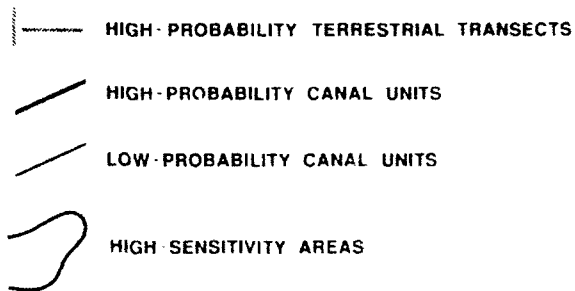 HIGH-PROBABILITY TERRESTRIAL TRANSECTS
HIGH-PROBABILITY CANAL UNITS
LOW-PROBABILITY CANAL UNITS
HIGH SENSITIVITY AREAS